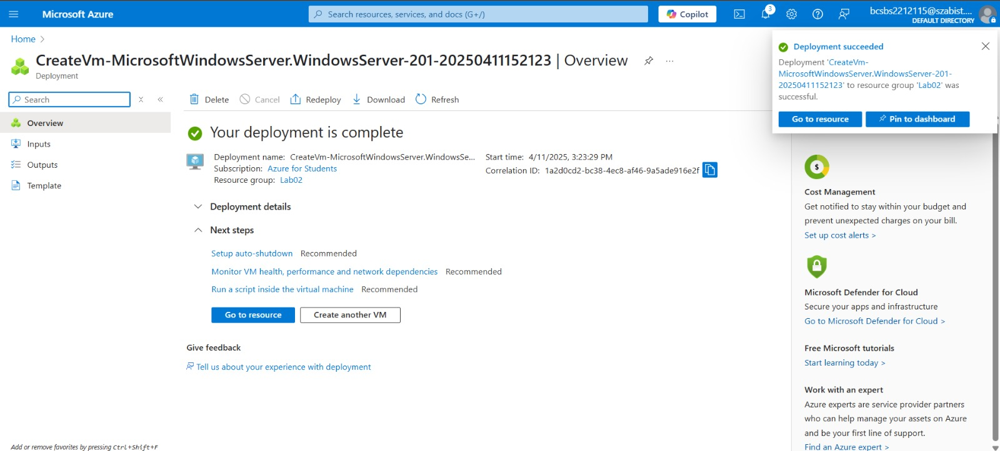 Microsoft Azure
Search resources, services, and docs (G+/)
Copilot
3
bcsbs2212115@szabist....
DEFAULT DIRECTORY
Home >
CreateVm-MicrosoftWindowsServer.WindowsServer-201-20250411152123 | Overview
Deployment
Search
Overview
Inputs
Outputs
Template
Delete
Cancel
Redeploy
Download
Refresh
Your deployment is complete
Deployment name: CreateVm-MicrosoftWindowsServer.WindowsSe...
Subscription: Azure for Students
Resource group: Lab02
Start time: 4/11/2025, 3:23:29 PM
Correlation ID: 1a2d0cd2-bc38-4ec8-af46-9a5ade916e2f
Deployment details
Next steps
Setup auto-shutdown Recommended
Monitor VM health, performance and network dependencies Recommended
Run a script inside the virtual machine Recommended
Go to resource
Create another VM
Give feedback
Tell us about your experience with deployment
Deployment succeeded
Deployment 'CreateVm-
MicrosoftWindowsServer.WindowsServer-201-
20250411152123' to resource group 'Lab02' was
successful.
Go to resource
Pin to dashboard
Cost Management
Get notified to stay within your budget and
prevent unexpected charges on your bill.
Set up cost alerts >
Microsoft Defender for Cloud
Secure your apps and infrastructure
Go to Microsoft Defender for Cloud >
Free Microsoft tutorials
Start learning today >
Work with an expert
Azure experts are service provider partners
who can help manage your assets on Azure
and be your first line of support.
Find an Azure expert >
Add or remove favorites by pressing Ctrl+Shift+F